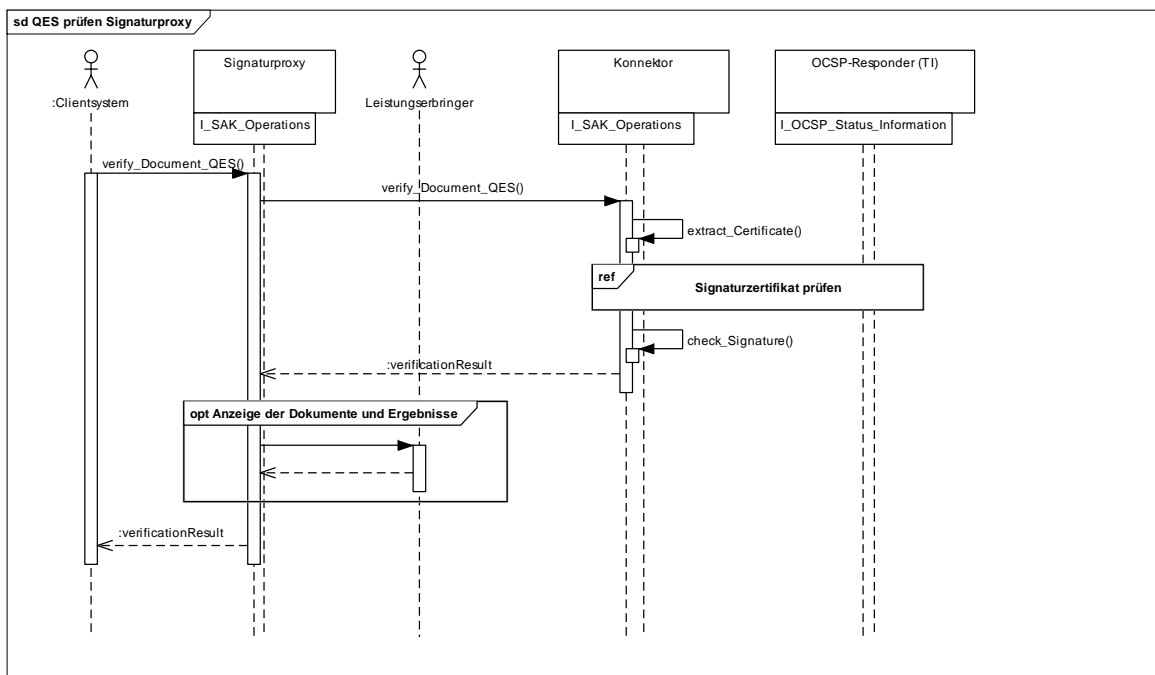 sd QES prüfen Signaturproxy
:Clientsystem
Signaturproxy
I_SAK_Operations
Leistungserbringer
Konnektor
I_SAK_Operations
OCSP-Responder (TI)
I_OCSP_Status_Information
verify_Document_QES()
verify_Document_QES()
extract_Certificate()
ref
Signaturzertifikat prüfen
check_Signature()
:verificationResult
opt Anzeige der Dokumente und Ergebnisse
:verificationResult